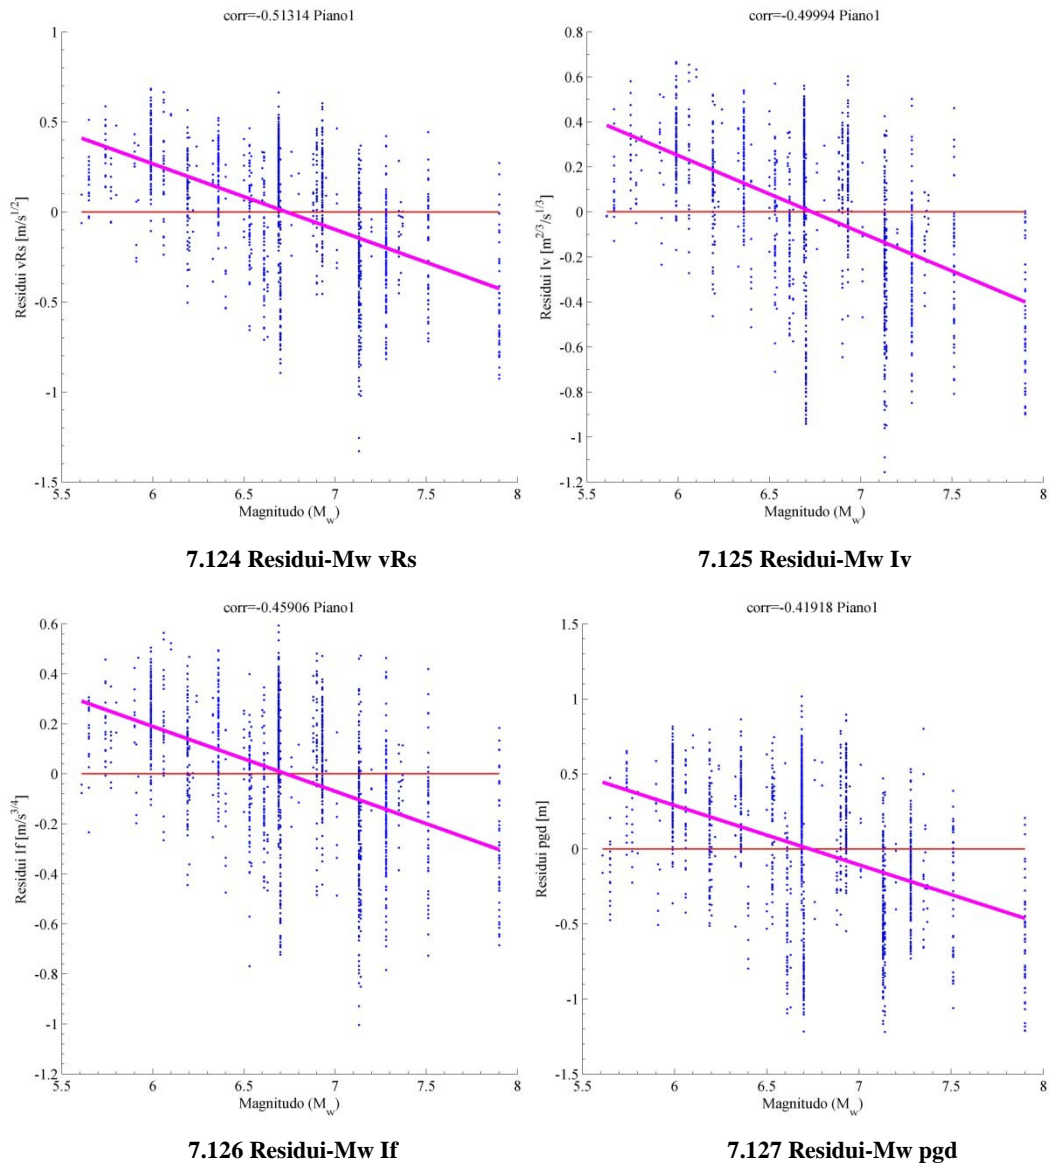 corr=-0.51314 Piano1
1
0.5
0
-0.5
-1
-1.5
5.5 6 6.5 7 7.5 8
Residui vRs [m/s^{1/2}]
Magnitudo (M_w)
7.124 Residui-Mw vRs
corr=-0.49994 Piano1
0.8
0.6
0.4
0.2
0
-0.2
-0.4
-0.6
-0.8
-1
-1.2
5.5 6 6.5 7 7.5 8
Residui Iv [m^{2/3}/s^{1/3}]
Magnitudo (M_w)
7.125 Residui-Mw Iv
corr=-0.45906 Piano1
0.6
0.4
0.2
0
-0.2
-0.4
-0.6
-0.8
-1
-1.2
5.5 6 6.5 7 7.5 8
Residui If [m/s^{3/4}]
Magnitudo (M_w)
7.126 Residui-Mw If
corr=-0.41918 Piano1
1.5
1
0.5
0
-0.5
-1
-1.5
5.5 6 6.5 7 7.5 8
Residui pgd [m]
Magnitudo (M_w)
7.127 Residui-Mw pgd